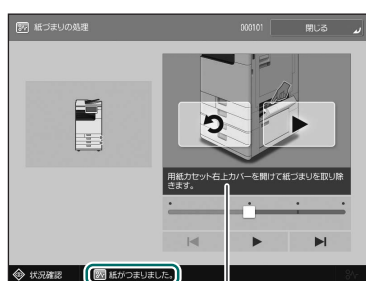 紙づまりの処理
000101
閉じる
用紙カセット右上カバーを開けて紙づまりを取り除
きます。
状況確認
紙がつまりました。